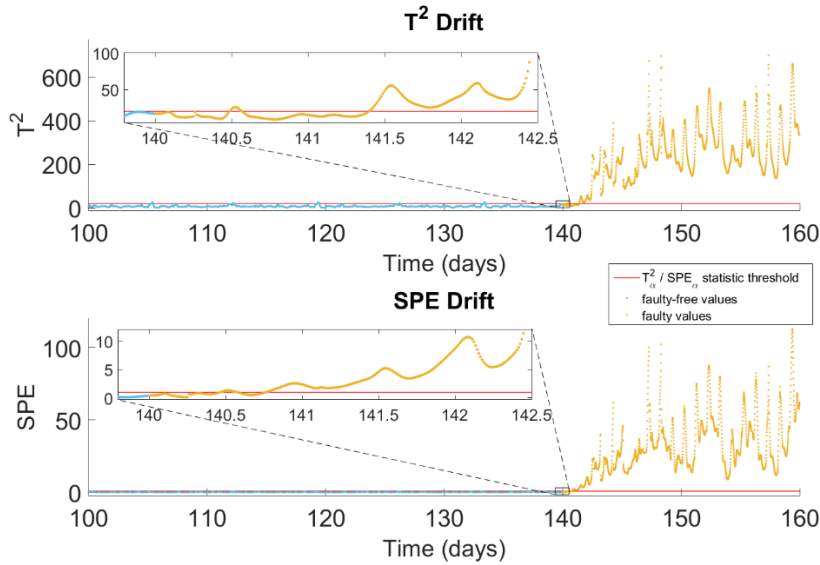 T² Drift
100
50
140 140.5 141 141.5 142 142.5
600
400
200
0
T²
100 110 120 130 140 150 160
Time (days)
T²α / SPEα statistic threshold
faulty-free values
faulty values
SPE Drift
10
5
0
140 140.5 141 141.5 142 142.5
100
50
0
SPE
100 110 120 130 140 150 160
Time (days)